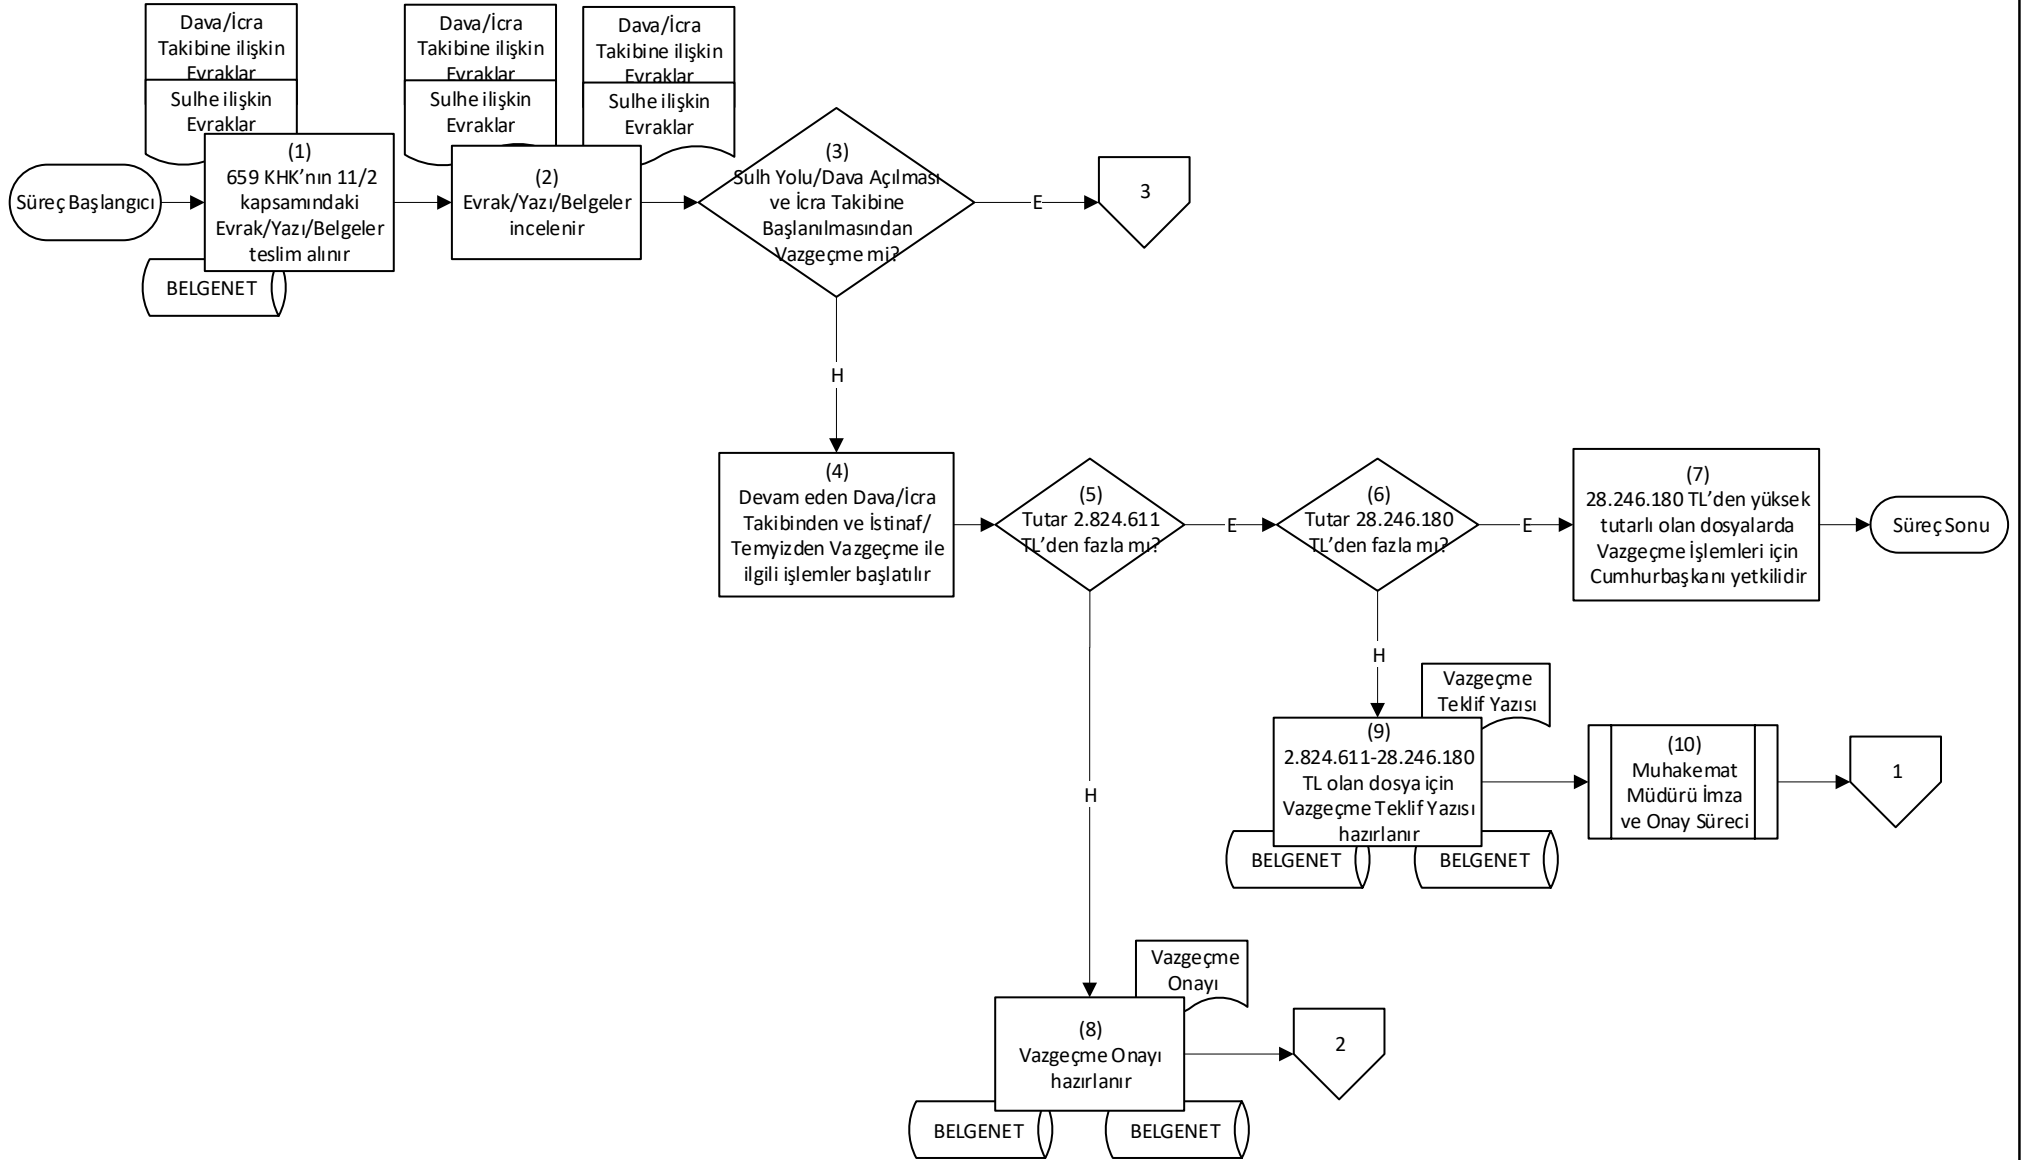 Dava/İcra
Takibine ilişkin
Evraklar
Sulhe ilişkin
Evraklar
Dava/İcra
Takibine ilişkin
Evraklar
Sulhe ilişkin
Evraklar
Dava/İcra
Takibine ilişkin
Evraklar
Sulhe ilişkin
Evraklar
Süreç Başlangıcı
(1)
659 KHK’nın 11/2
kapsamındaki
Evrak/Yazı/Belgeler
teslim alınır
BELGENET
(2)
Evrak/Yazı/Belgeler
incelenir
(3)
Sulh Yolu/Dava Açılması
ve İcra Takibine
Başlanılmasından
Vazgeçme mi?
E
3
H
(4)
Devam eden Dava/İcra
Takibinden ve İstinaf/
Temyizden Vazgeçme ile
ilgili işlemler başlatılır
(5)
Tutar 2.824.611
TL’den fazla mı?
E
(6)
Tutar 28.246.180
TL’den fazla mı?
E
(7)
28.246.180 TL’den yüksek
tutarlı olan dosyalarda
Vazgeçme İşlemleri için
Cumhurbaşkanı yetkilidir
Süreç Sonu
H
Vazgeçme
Teklif Yazısı
(9)
2.824.611-28.246.180
TL olan dosya için
Vazgeçme Teklif Yazısı
hazırlanır
BELGENET
BELGENET
(10)
Muhakemat
Müdürü İmza
ve Onay Süreci
1
H
Vazgeçme
Onayı
(8)
Vazgeçme Onayı
hazırlanır
BELGENET
BELGENET
2